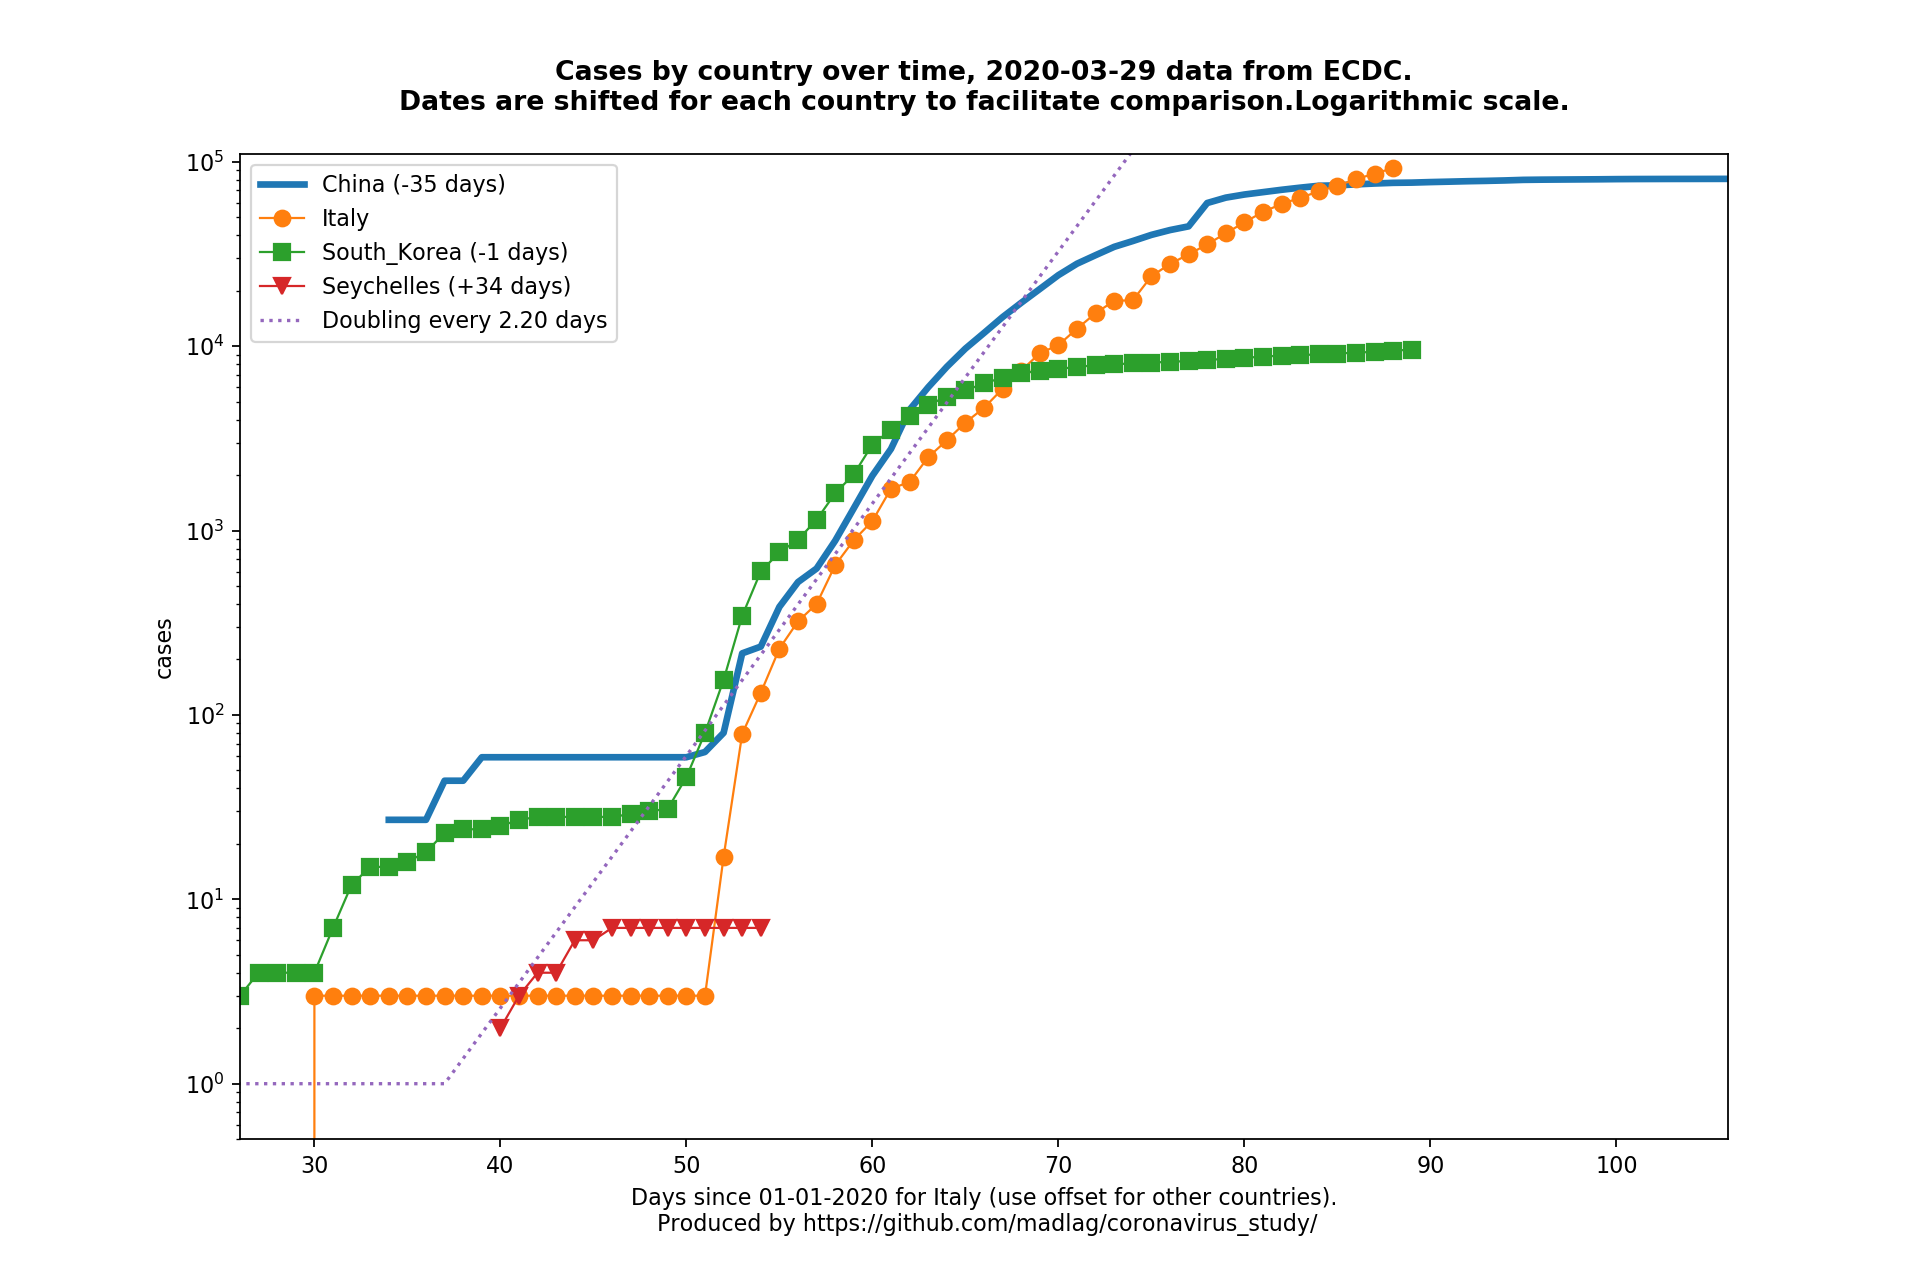 Cases by country over time, 2020-03-29 data from ECDC.
Dates are shifted for each country to facilitate comparison.Logarithmic scale.
10^5
10^4
10^3
10^2
10^1
10^0
cases
China (-35 days)
Italy
South_Korea (-1 days)
Seychelles (+34 days)
Doubling every 2.20 days
30 40 50 60 70 80 90 100
Days since 01-01-2020 for Italy (use offset for other countries).
Produced by https://github.com/madlag/coronavirus_study/